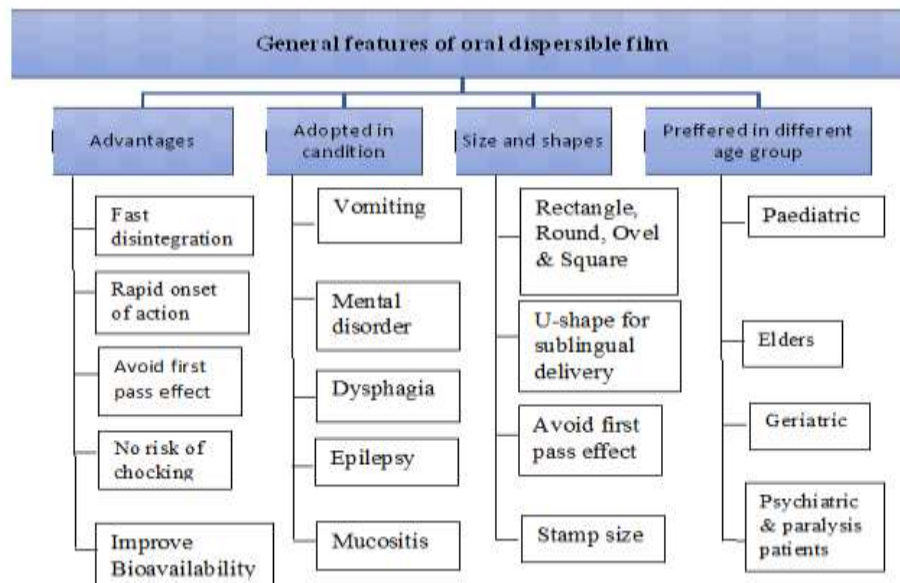 General features of oral dispersible film
Advantages
Adopted in
candition
Size and shapes
Preffered in different
age group
Fast
disintegration
Rapid onset
of action
Avoid first
pass effect
No risk of
chocking
Improve
Bioavailability
Vomiting
Mental
disorder
Dysphagia
Epilepsy
Mucositis
Rectangle,
Round, Ovel
& Square
U-shape for
sublingual
delivery
Avoid first
pass effect
Stamp size
Paediatric
Elders
Geriatric
Psychiatric
& paralysis
patients